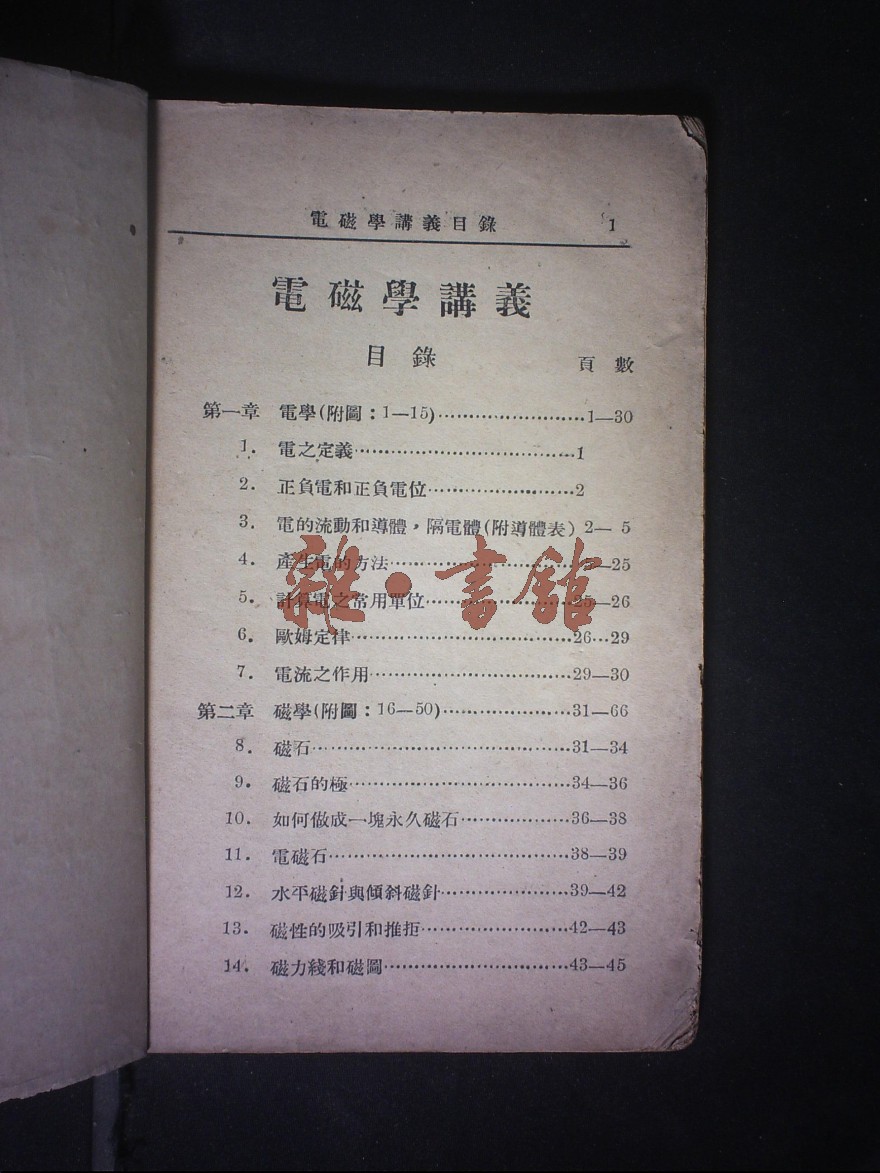 電磁學講義目錄 1
電磁學講義
目錄 頁數
第一章 電學(附圖：1—15)……………………1—30
1. 電之定義………………………………1
2. 正負電和正負電位……………………2
3. 電的流動和導體，隔電體(附導體表) 2— 5
4. 產生電的方法…………………………5—25
5. 計算電之常用單位……………………25—26
6. 歐姆定律………………………………26…29
7. 電流之作用……………………………29—30
第二章 磁學(附圖：16—50)…………………31—66
8. 磁石……………………………………31—34
9. 磁石的極………………………………34—36
10. 如何做成一塊永久磁石………………36—38
11. 電磁石…………………………………38—39
12. 水平磁針與傾斜磁針…………………39—42
13. 磁性的吸引和推拒……………………42—43
14. 磁力綫和磁圖…………………………43—45
雜·書館